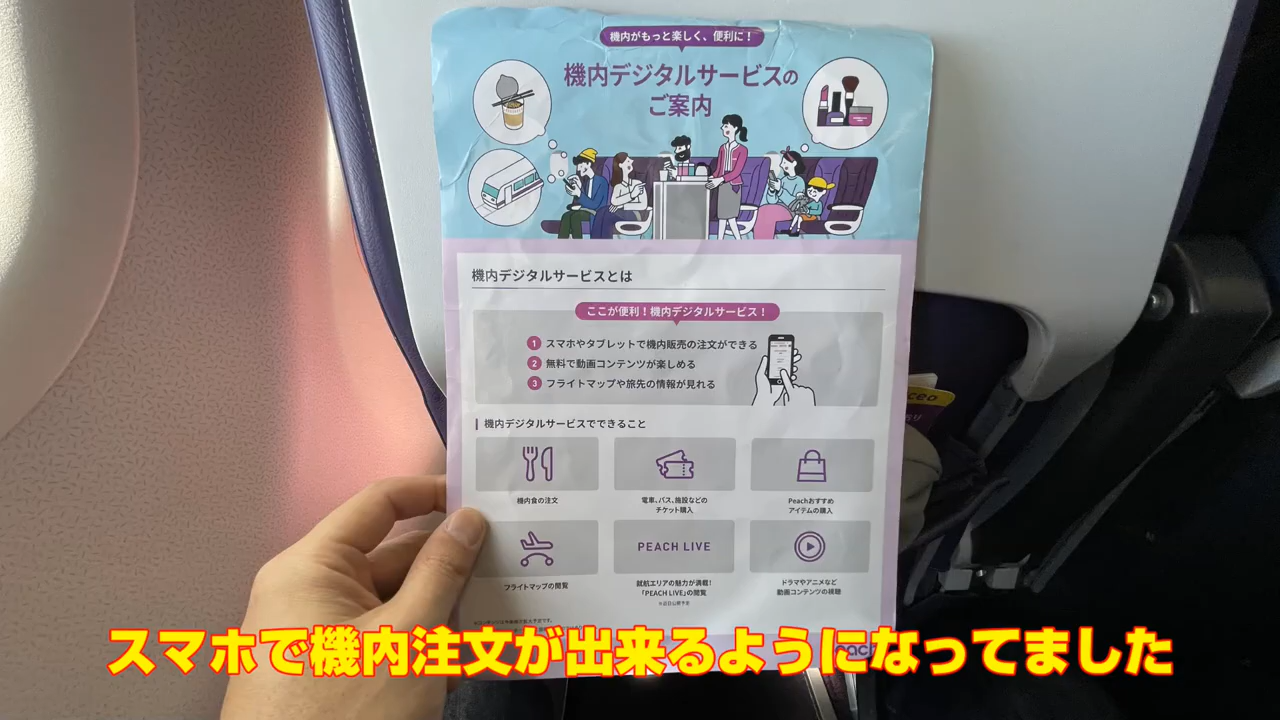 機内がもっと楽しく、便利に！
機内デジタルサービスの
ご案内
機内デジタルサービスとは
ここが便利！機内デジタルサービス！
1 スマホやタブレットで機内販売の注文ができる
2 無料で動画コンテンツが楽しめる
3 フライトマップや旅先の情報が見れる
機内デジタルサービスでできること
機内食の注文
電車、バス、施設などの
チケット購入
Peachおすすめ
アイテムの購入
フライトマップの閲覧
PEACH LIVE
就航エリアの魅力が満載！
「PEACH LIVE」の閲覧
※近日公開予定
ドラマやアニメなど
動画コンテンツの視聴
スマホで機内注文が出来るようになってました